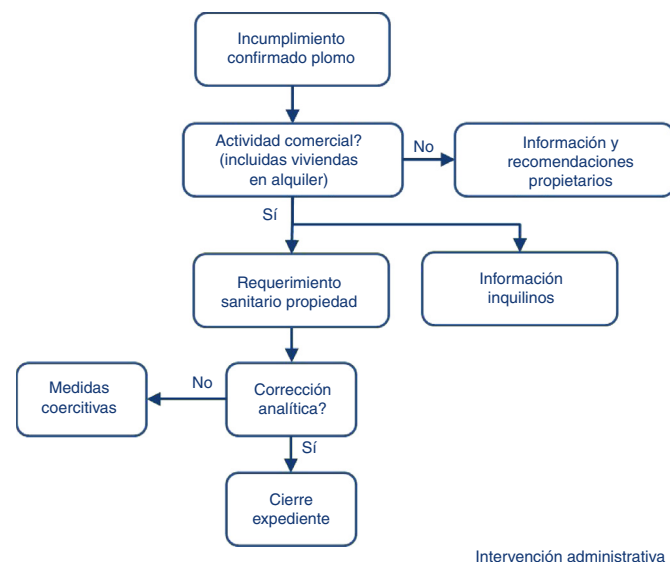 Incumplimiento
confirmado plomo
Actividad comercial?
(incluidas viviendas
en alquiler)
No
Información y
recomendaciones
propietarios
Sí
Requerimiento
sanitario propiedad
Información
inquilinos
Medidas
coercitivas
No
Corrección
analítica?
Sí
Cierre
expediente
Intervención administrativa